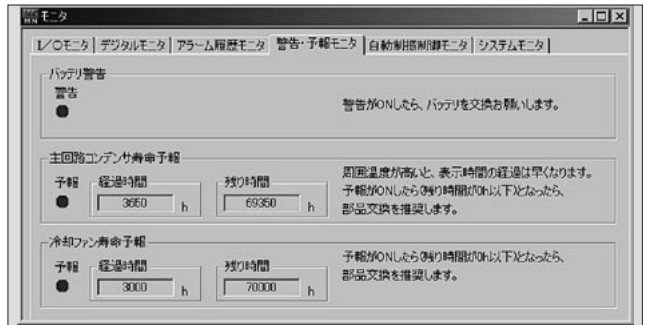 モニタ
I/Oモニタ デジタルモニタ アラーム履歴モニタ 警告・予報モニタ 自動制振制御モニタ システムモニタ
バッテリ警告
警告
警告がONしたら、バッテリを交換お願いします。
主回路コンデンサ寿命予報
予報 経過時間 残り時間
3650 h 69350 h
周囲温度が高いと、表示時間の経過は早くなります。
予報がONしたら(残り時間が0h以下)となったら、
部品交換を推奨します。
冷却ファン寿命予報
予報 経過時間 残り時間
3000 h 70000 h
予報がONしたら(残り時間が0h以下)となったら、
部品交換を推奨します。